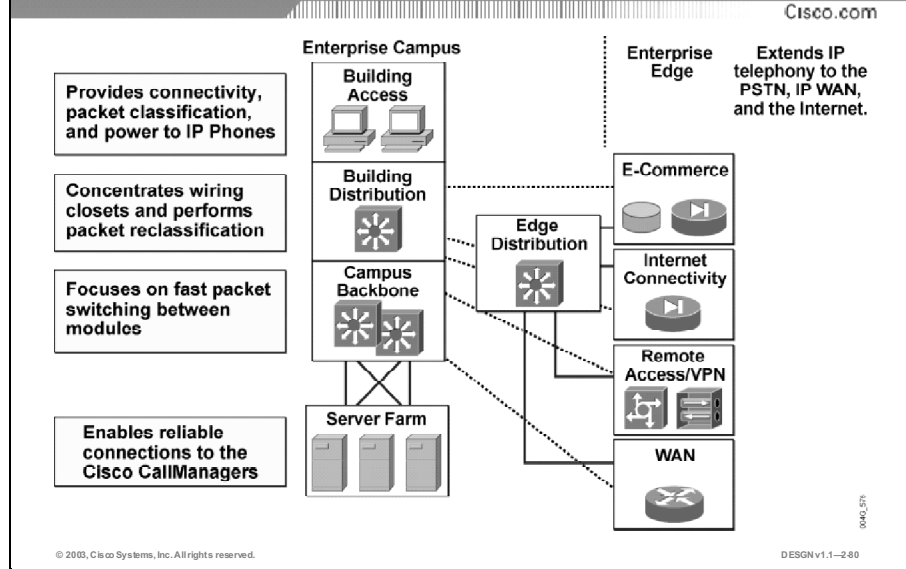 Cisco.com
Enterprise Campus
Building
Access
Enterprise
Edge
Extends IP
telephony to the
PSTN, IP WAN,
and the Internet.
Provides connectivity,
packet classification,
and power to IP Phones
Concentrates wiring
closets and performs
packet reclassification
Building
Distribution
Edge
Distribution
E-Commerce
Focuses on fast packet
switching between
modules
Campus
Backbone
Internet
Connectivity
Remote
Access/VPN
Enables reliable
connections to the
Cisco CallManagers
Server Farm
WAN
004G_576
© 2003, Cisco Systems, Inc. All rights reserved.
DESGN v1.1—2-80